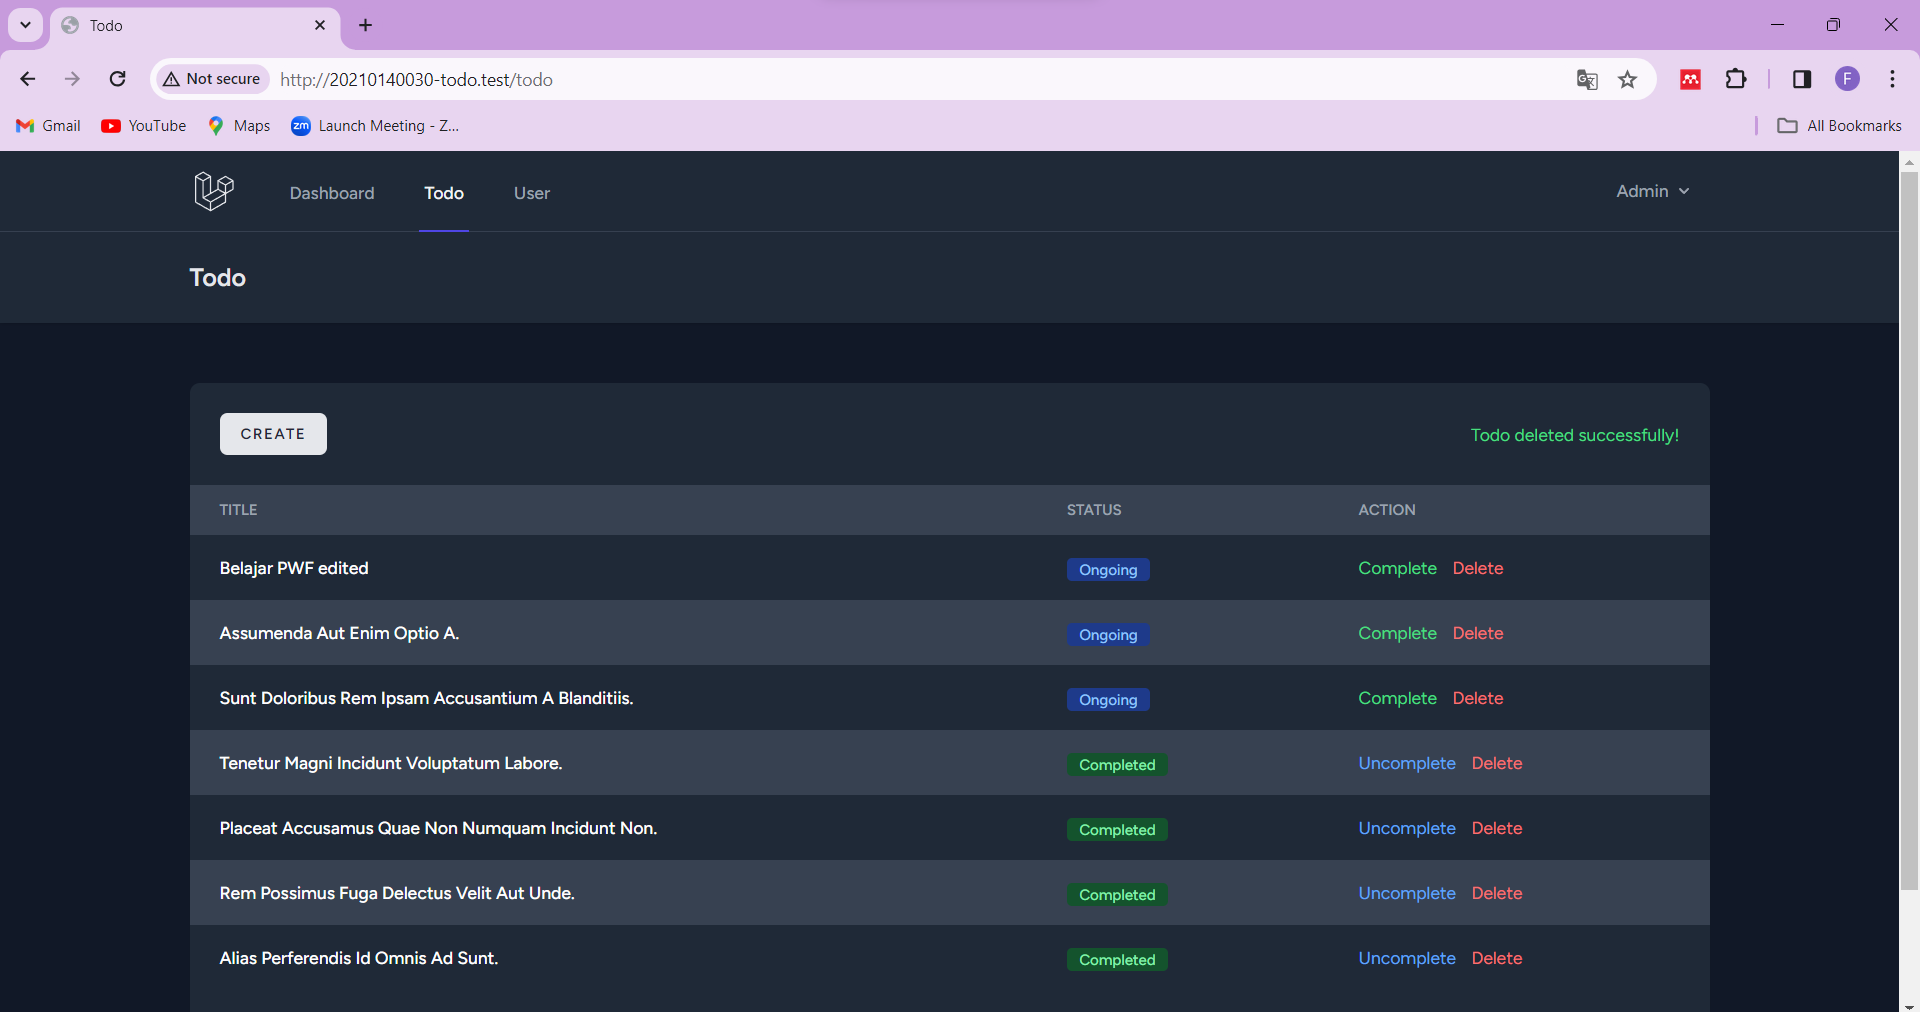 Todo
Not secure http://20210140030-todo.test/todo F
Gmail YouTube Maps zm Launch Meeting - Z... All Bookmarks
Dashboard Todo User Admin
Todo
CREATE Todo deleted successfully!
TITLE STATUS ACTION
Belajar PWF edited Ongoing Complete Delete
Assumenda Aut Enim Optio A. Ongoing Complete Delete
Sunt Doloribus Rem Ipsam Accusantium A Blanditiis. Ongoing Complete Delete
Tenetur Magni Incidunt Voluptatum Labore. Completed Uncomplete Delete
Placeat Accusamus Quae Non Numquam Incidunt Non. Completed Uncomplete Delete
Rem Possimus Fuga Delectus Velit Aut Unde. Completed Uncomplete Delete
Alias Perferendis Id Omnis Ad Sunt. Completed Uncomplete Delete